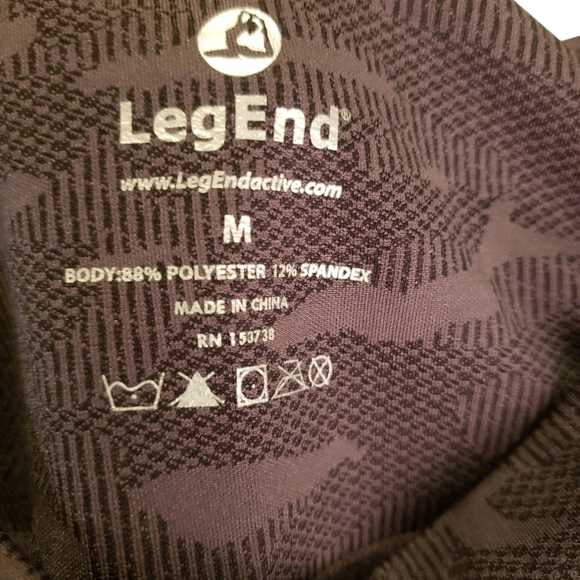 LegEnd®
www.LegEndactive.com
M
BODY:88% POLYESTER 12% SPANDEX
MADE IN CHINA
RN 153738